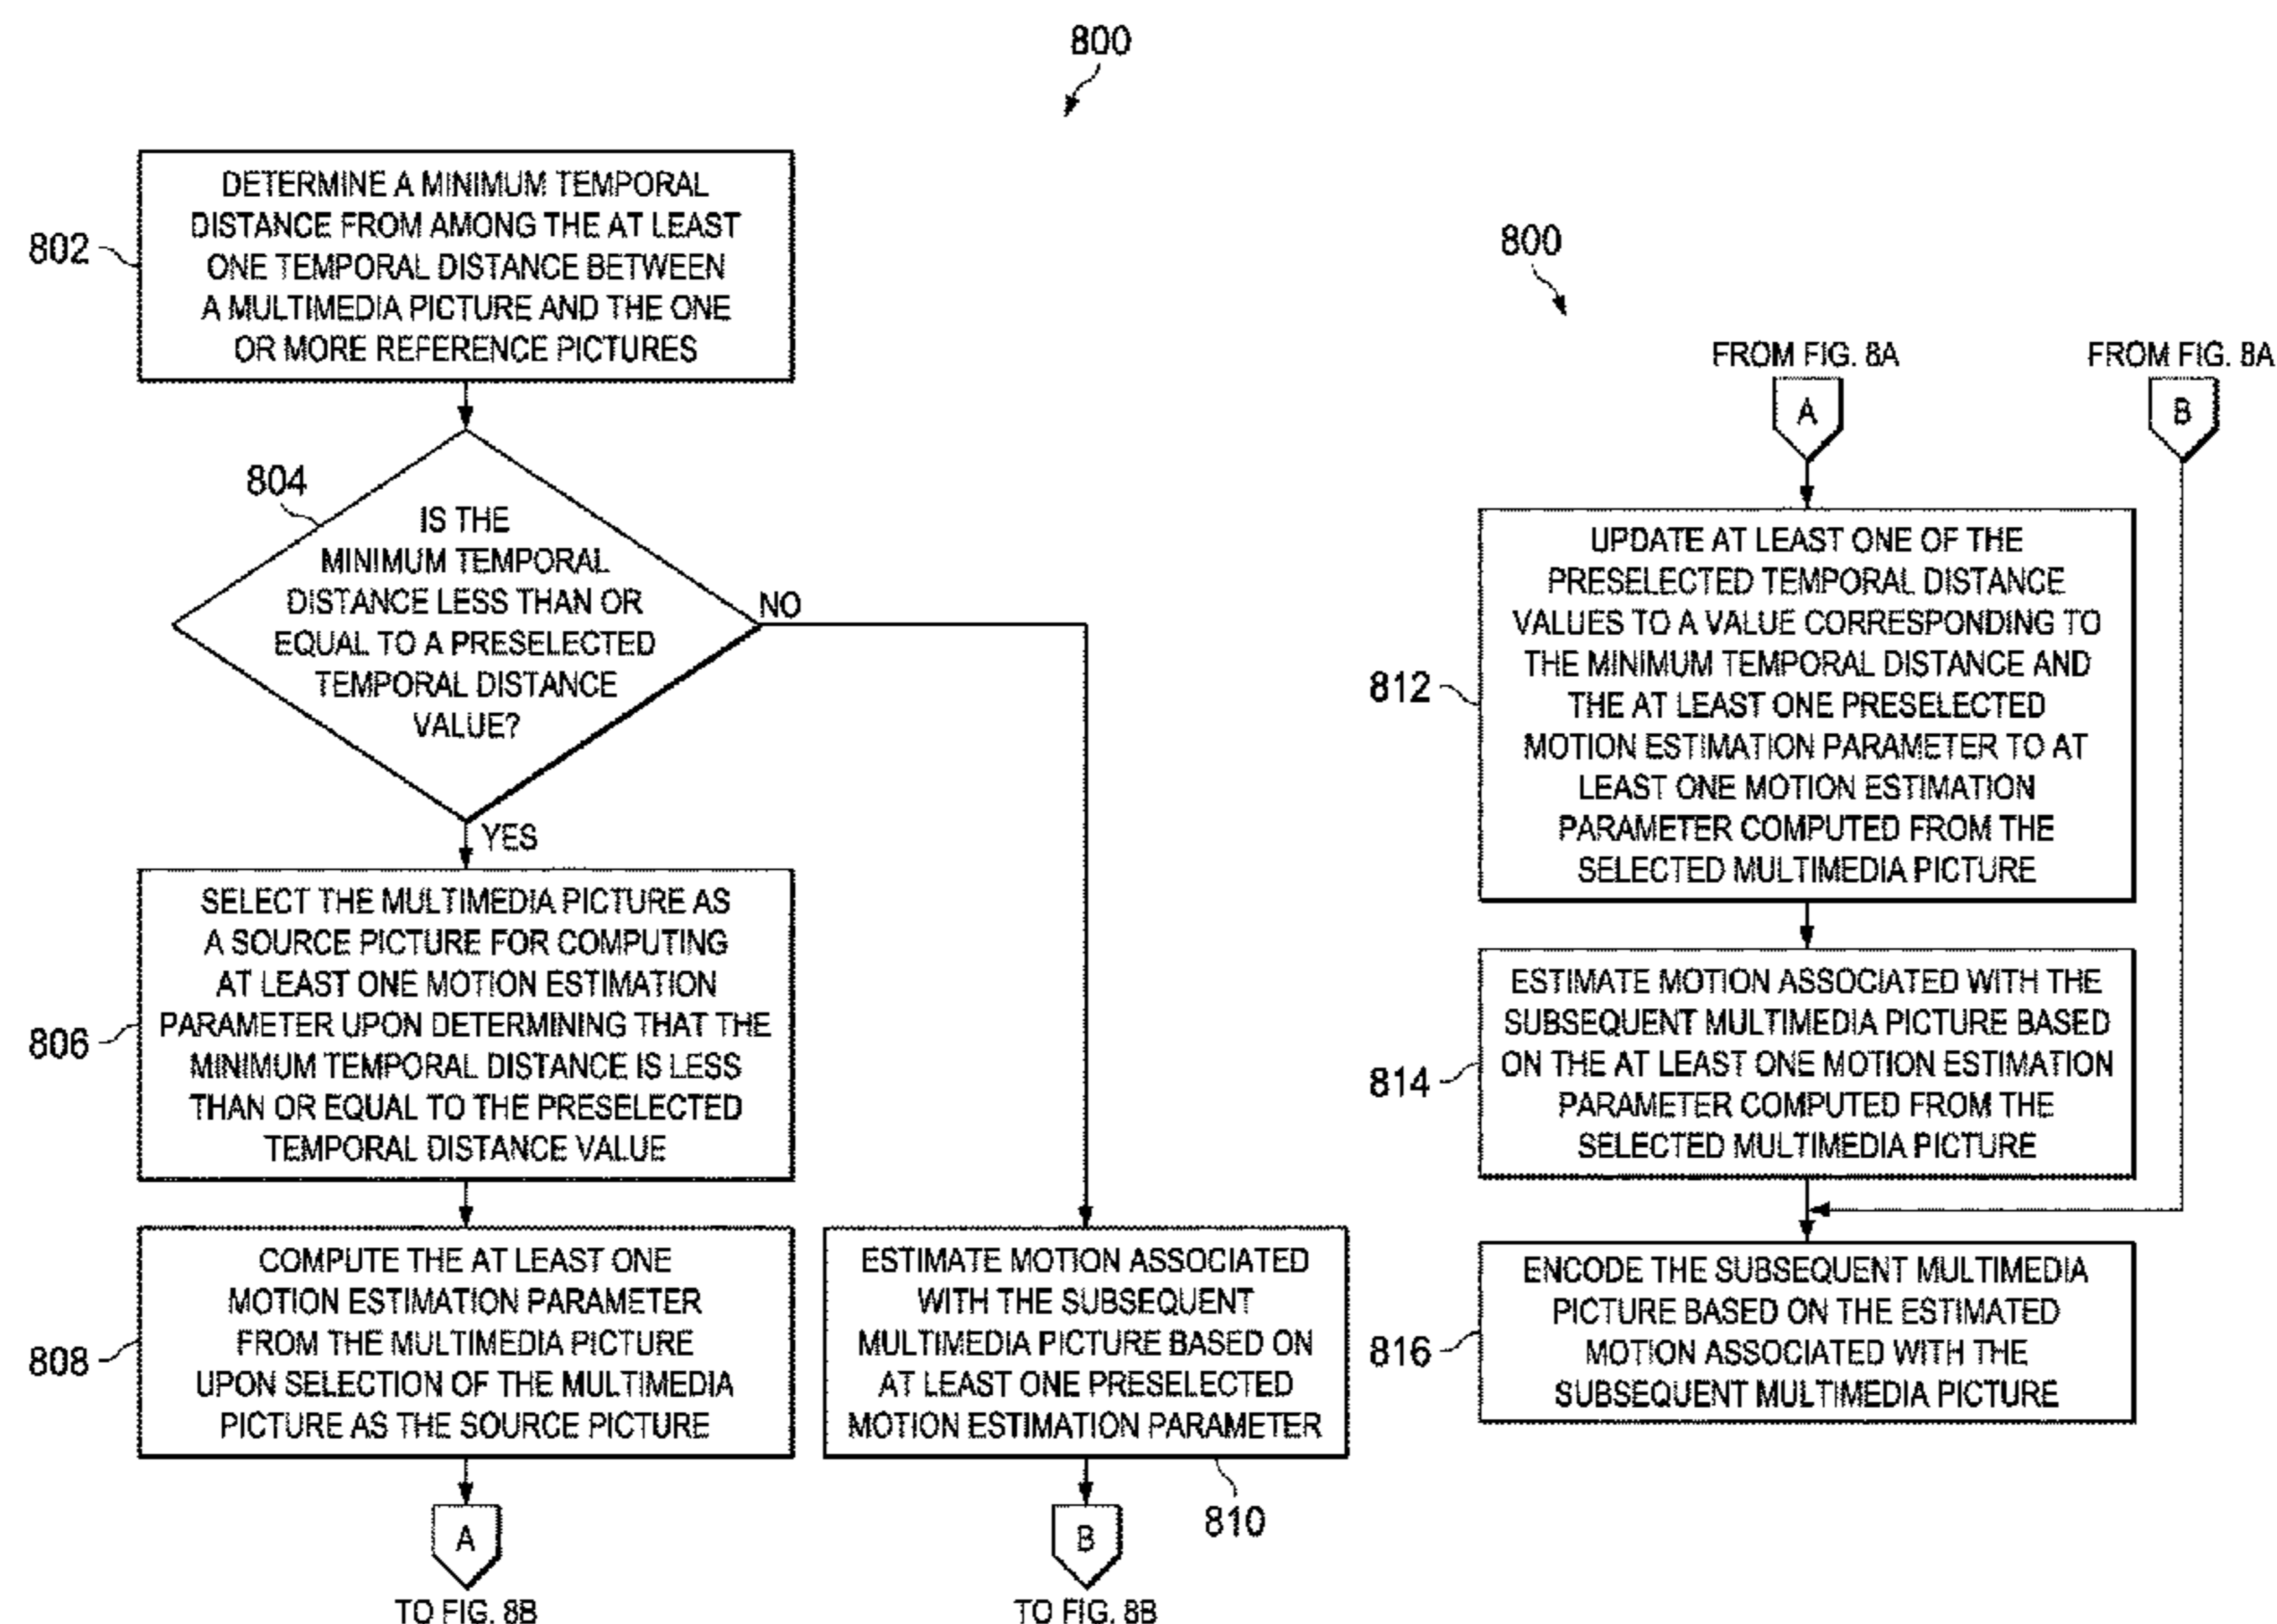 800
802
DETERMINE A MINIMUM TEMPORAL
DISTANCE FROM AMONG THE AT LEAST
ONE TEMPORAL DISTANCE BETWEEN
A MULTIMEDIA PICTURE AND THE ONE
OR MORE REFERENCE PICTURES
804
IS THE
MINIMUM TEMPORAL
DISTANCE LESS THAN OR
EQUAL TO A PRESELECTED
TEMPORAL DISTANCE
VALUE?
NO
YES
806
SELECT THE MULTIMEDIA PICTURE AS
A SOURCE PICTURE FOR COMPUTING
AT LEAST ONE MOTION ESTIMATION
PARAMETER UPON DETERMINING THAT THE
MINIMUM TEMPORAL DISTANCE IS LESS
THAN OR EQUAL TO THE PRESELECTED
TEMPORAL DISTANCE VALUE
808
COMPUTE THE AT LEAST ONE
MOTION ESTIMATION PARAMETER
FROM THE MULTIMEDIA PICTURE
UPON SELECTION OF THE MULTIMEDIA
PICTURE AS THE SOURCE PICTURE
A
TO FIG. 8B
ESTIMATE MOTION ASSOCIATED
WITH THE SUBSEQUENT
MULTIMEDIA PICTURE BASED ON
AT LEAST ONE PRESELECTED
MOTION ESTIMATION PARAMETER
810
B
TO FIG. 8B
800
FROM FIG. 8A
A
FROM FIG. 8A
B
812
UPDATE AT LEAST ONE OF THE
PRESELECTED TEMPORAL DISTANCE
VALUES TO A VALUE CORRESPONDING TO
THE MINIMUM TEMPORAL DISTANCE AND
THE AT LEAST ONE PRESELECTED
MOTION ESTIMATION PARAMETER TO AT
LEAST ONE MOTION ESTIMATION
PARAMETER COMPUTED FROM THE
SELECTED MULTIMEDIA PICTURE
814
ESTIMATE MOTION ASSOCIATED WITH THE
SUBSEQUENT MULTIMEDIA PICTURE BASED
ON THE AT LEAST ONE MOTION ESTIMATION
PARAMETER COMPUTED FROM THE
SELECTED MULTIMEDIA PICTURE
816
ENCODE THE SUBSEQUENT MULTIMEDIA
PICTURE BASED ON THE ESTIMATED
MOTION ASSOCIATED WITH THE
SUBSEQUENT MULTIMEDIA PICTURE